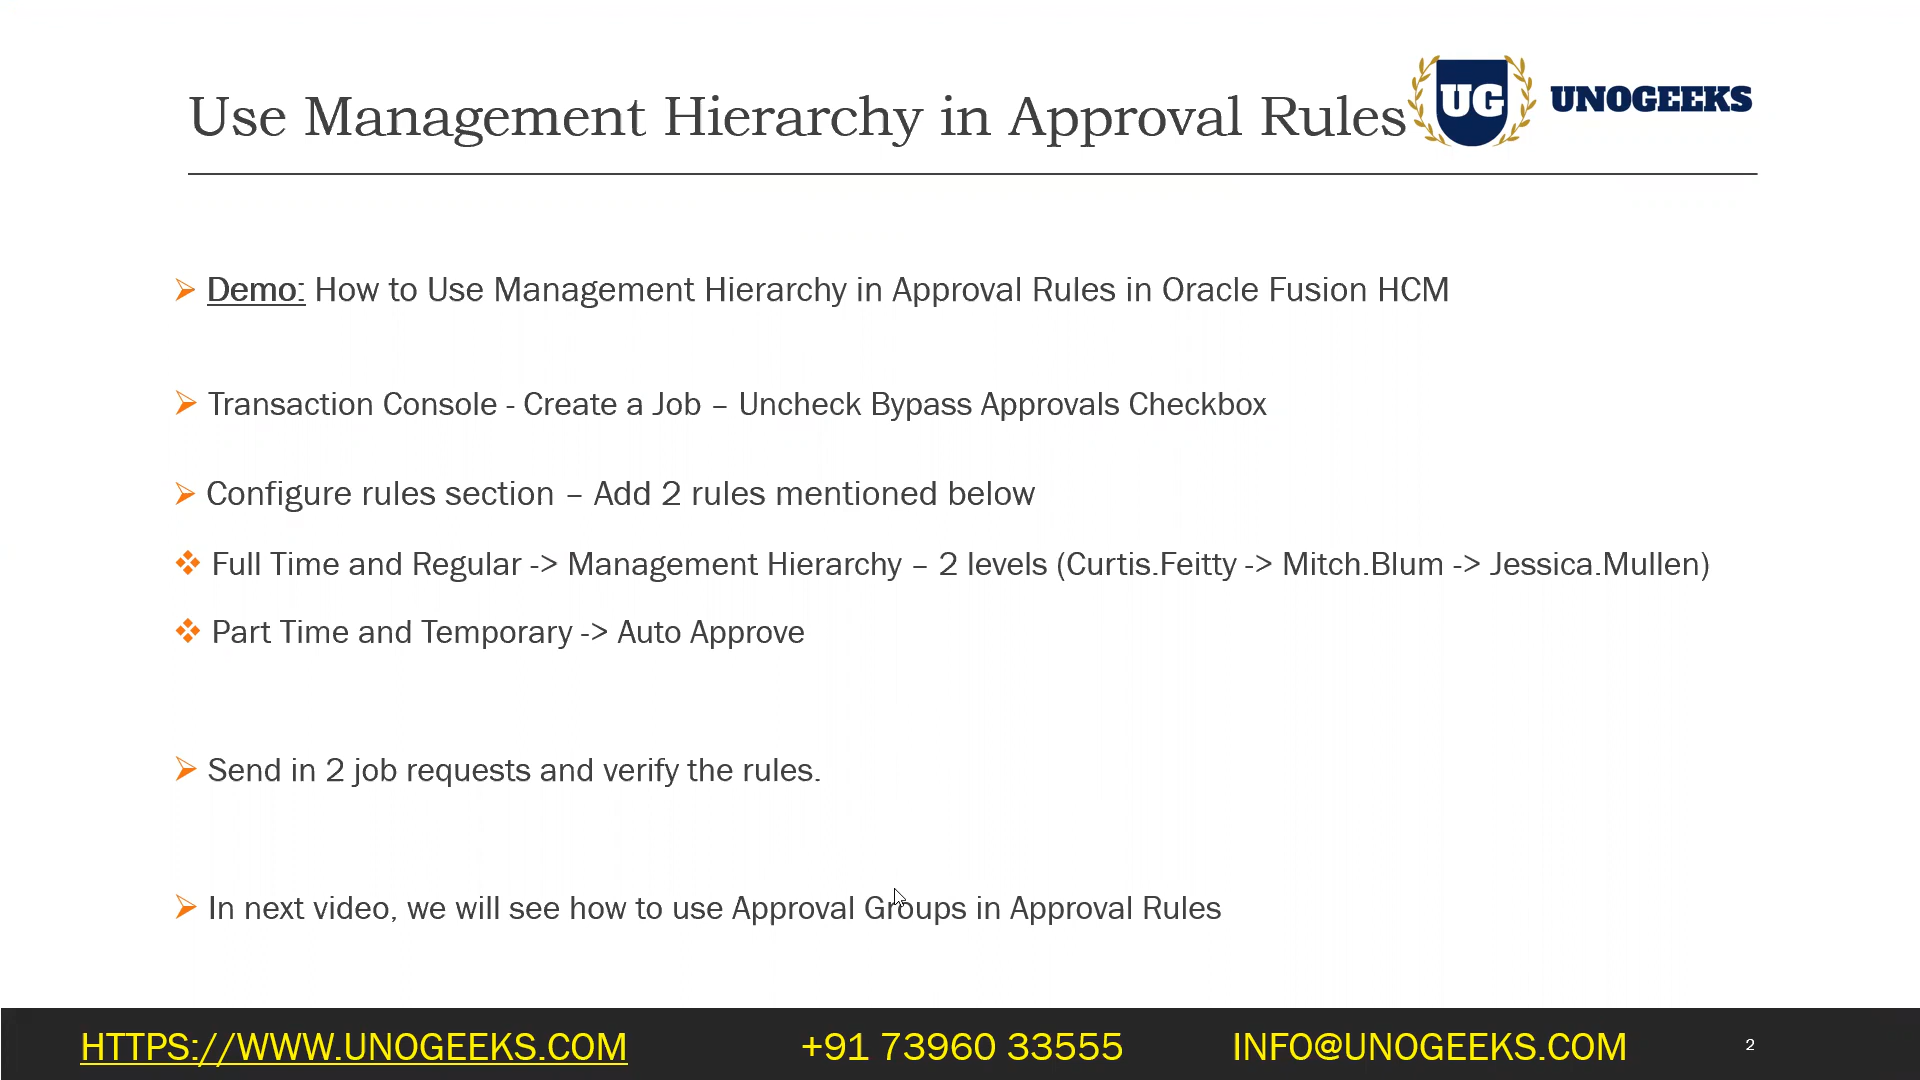 Use Management Hierarchy in Approval Rules
UG UNOGEEKS
Demo: How to Use Management Hierarchy in Approval Rules in Oracle Fusion HCM
Transaction Console - Create a Job – Uncheck Bypass Approvals Checkbox
Configure rules section – Add 2 rules mentioned below
Full Time and Regular -> Management Hierarchy – 2 levels (Curtis.Feitty -> Mitch.Blum -> Jessica.Mullen)
Part Time and Temporary -> Auto Approve
Send in 2 job requests and verify the rules.
In next video, we will see how to use Approval Groups in Approval Rules
HTTPS://WWW.UNOGEEKS.COM +91 73960 33555 INFO@UNOGEEKS.COM 2